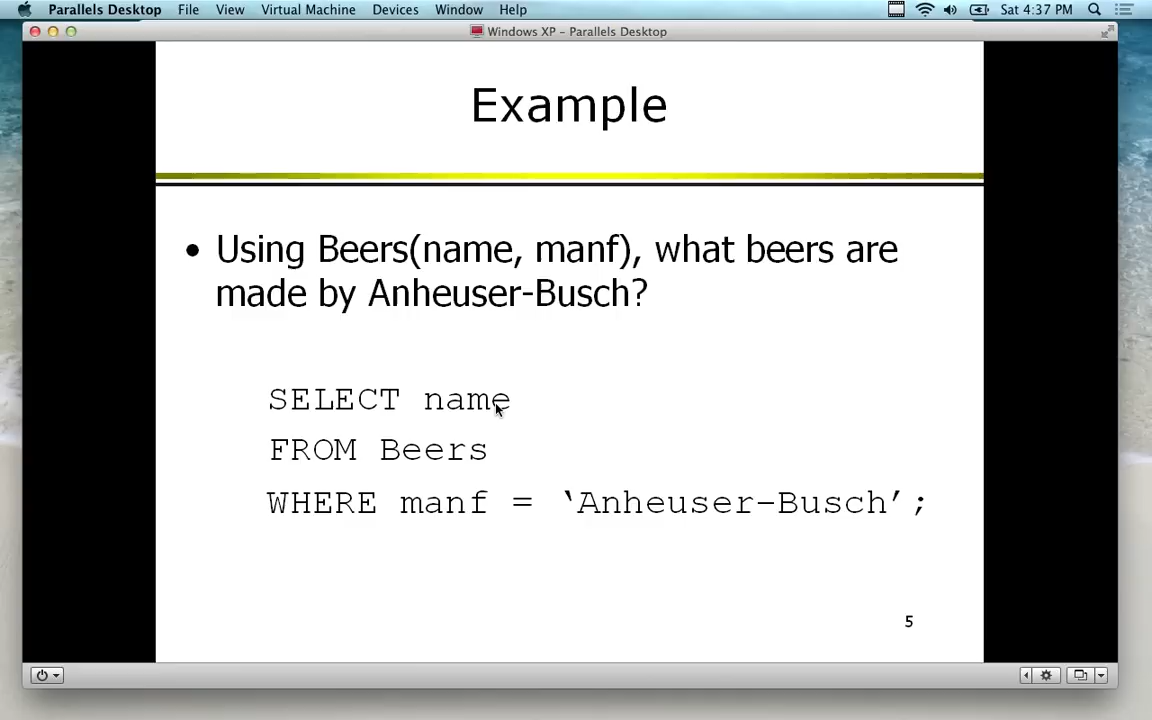 Parallels Desktop File View Virtual Machine Devices Window Help Sat 4:37 PM
Windows XP - Parallels Desktop
Example
• Using Beers(name, manf), what beers are
made by Anheuser-Busch?
SELECT name
FROM Beers
WHERE manf = ‘Anheuser-Busch’;
5